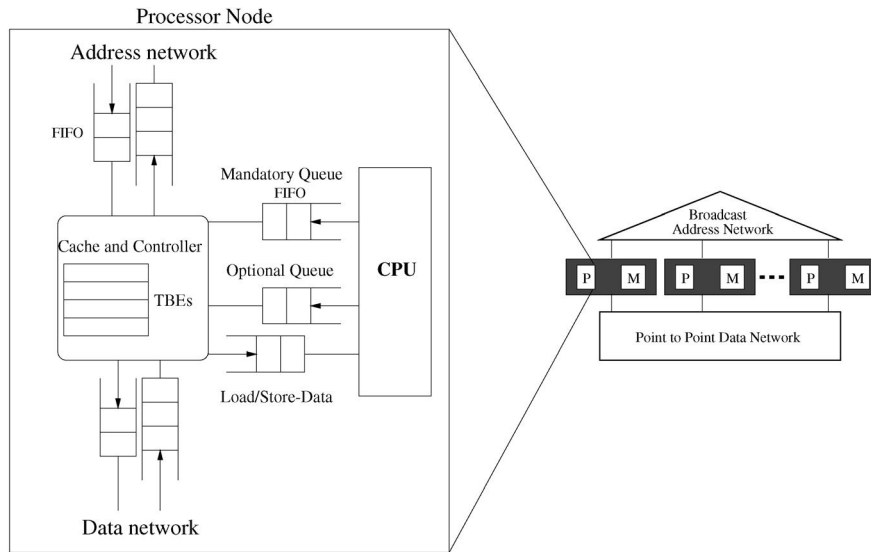 Processor Node
Address network
FIFO
Mandatory Queue
FIFO
Cache and Controller
TBEs
Optional Queue
CPU
Load/Store-Data
Data network
Broadcast
Address Network
P M P M P M
Point to Point Data Network